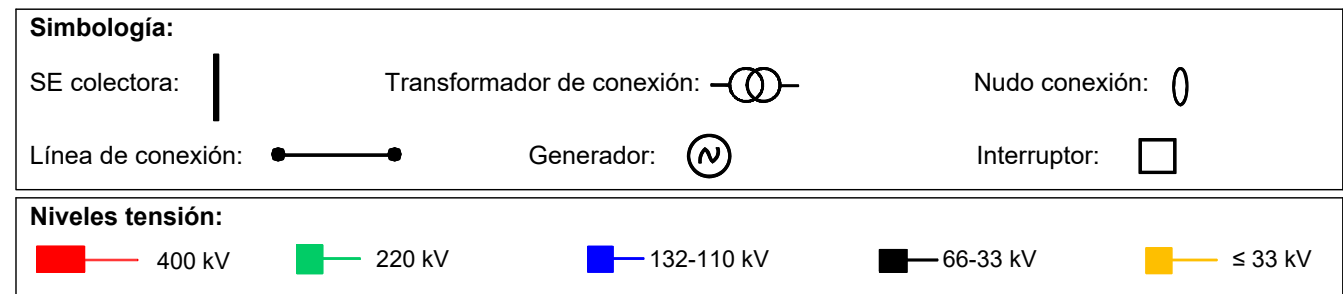 Simbología:
SE colectora: Transformador de conexión: Nudo conexión:
Línea de conexión: Generador: Interruptor:
Niveles tensión:
400 kV 220 kV 132-110 kV 66-33 kV ≤ 33 kV